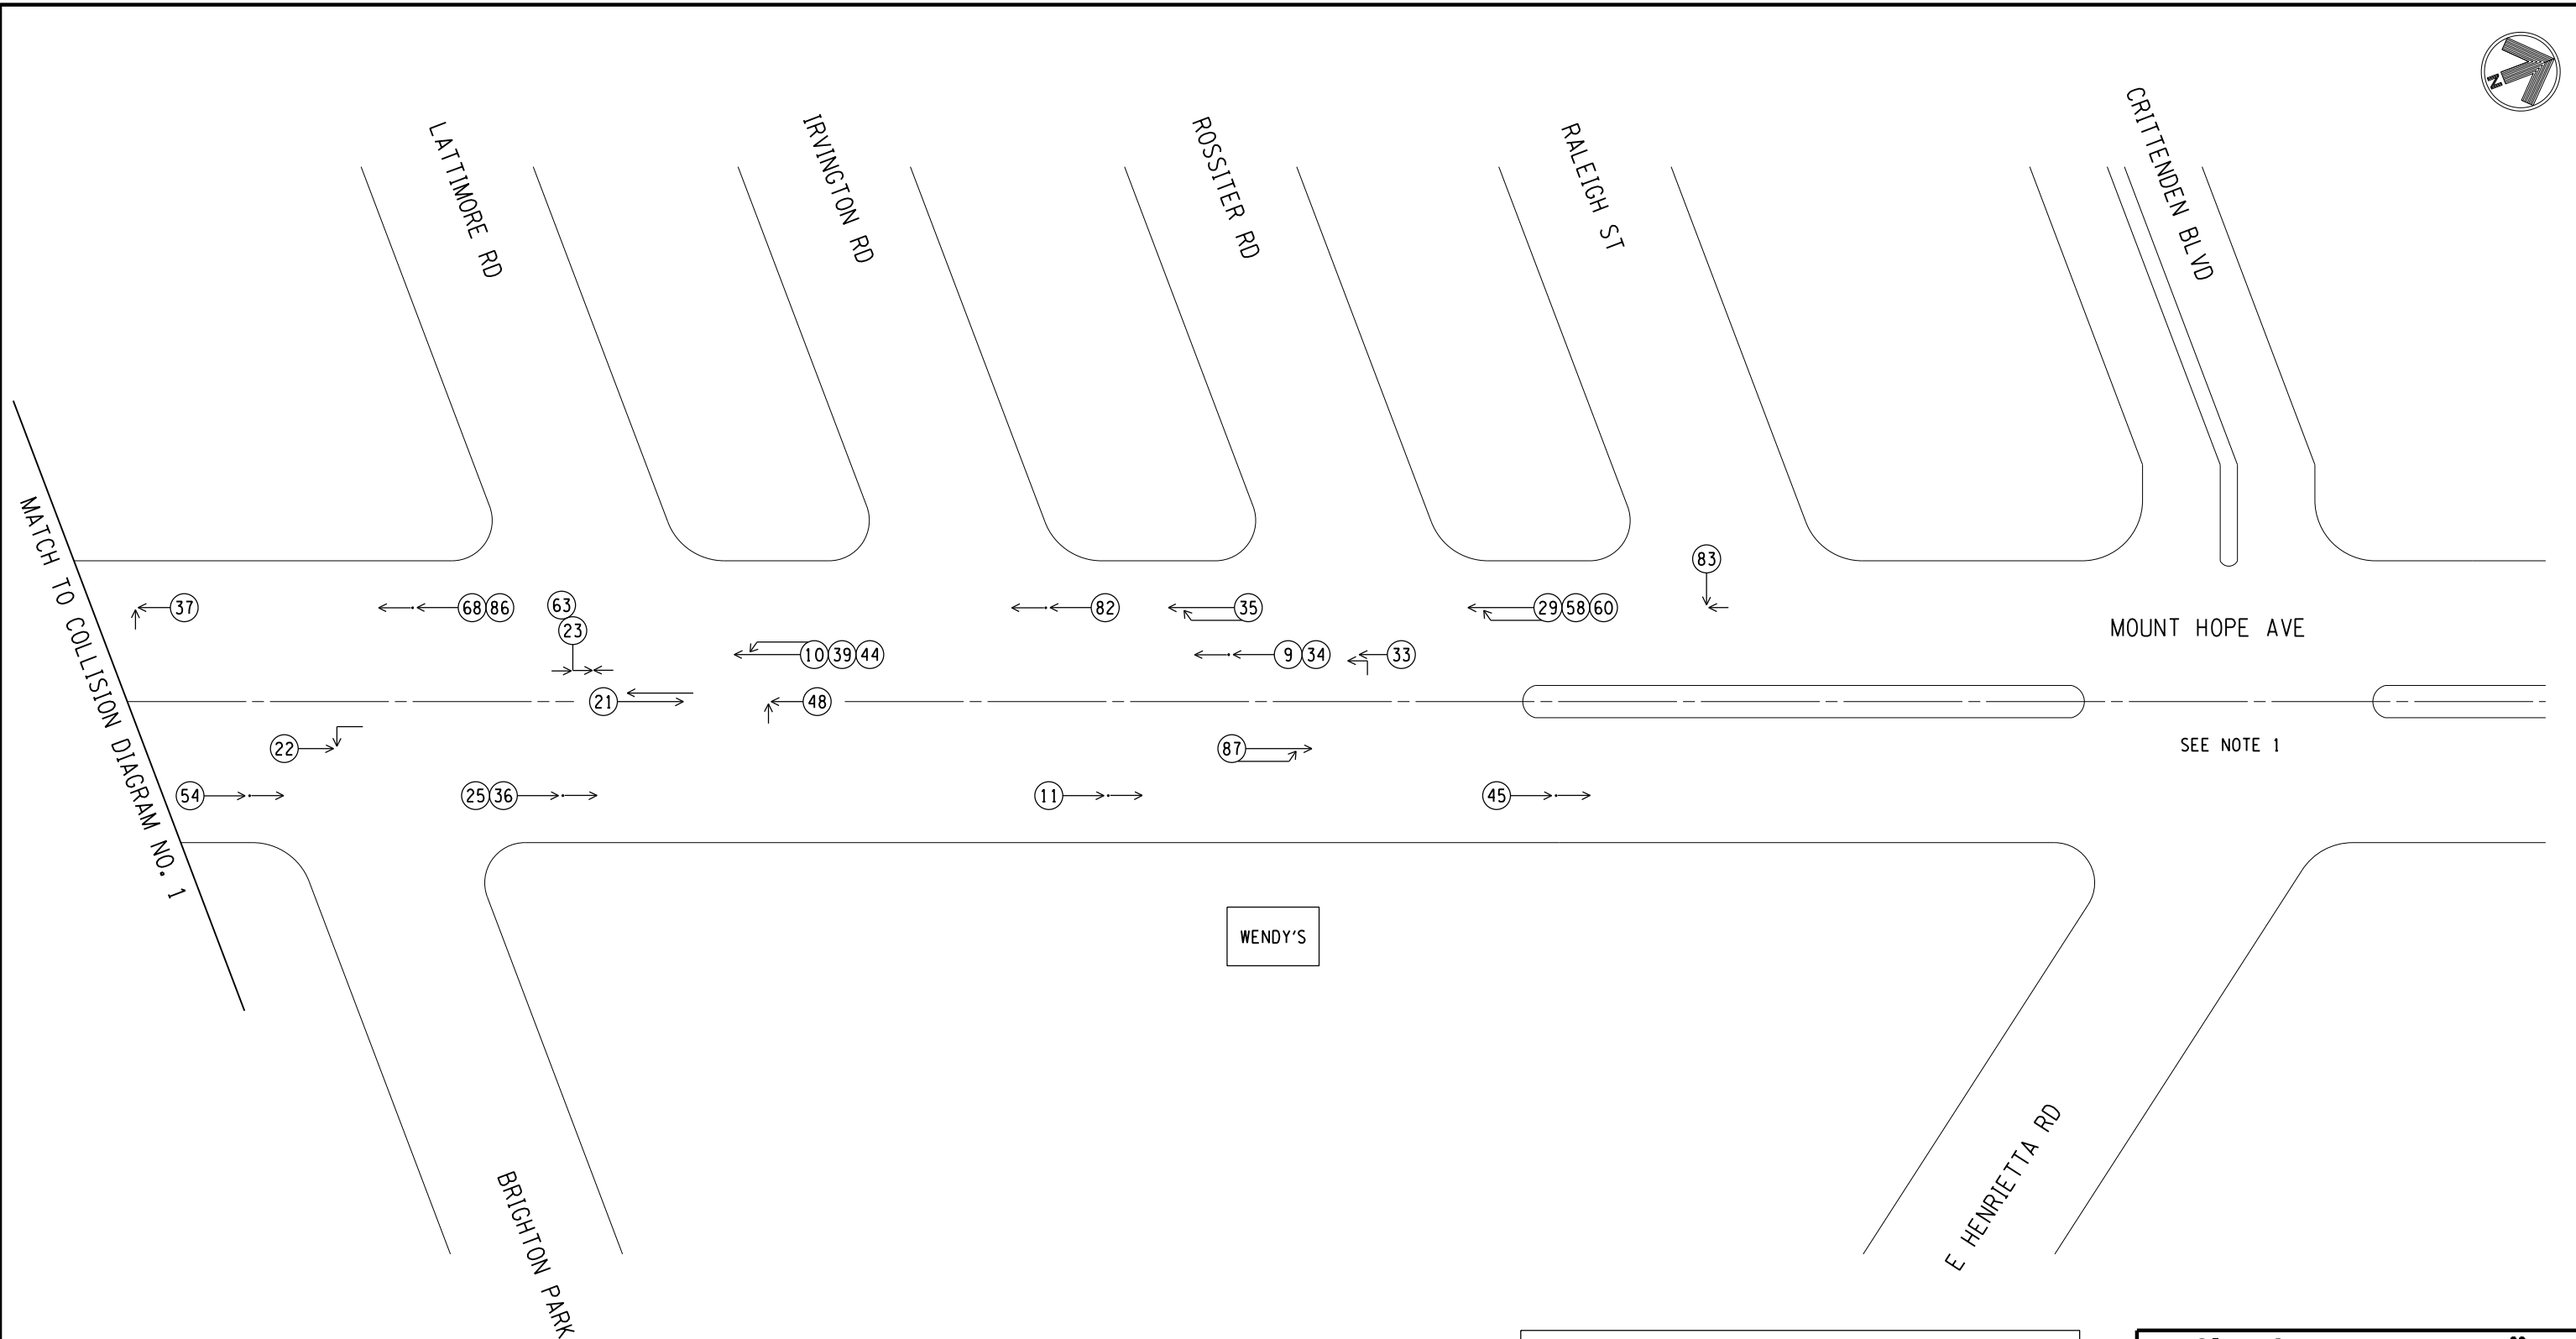 N
LATTIMORE RD
IRVINGTON RD
ROSSITER RD
RALEIGH ST
CRITTENDEN BLVD
MATCH TO COLLISION DIAGRAM NO. 1
83
37
68 86
63
82
35
29 58 60
23
MOUNT HOPE AVE
10 39 44
9 34
33
21
48
22
87
SEE NOTE 1
54
25 36
11
45
WENDY'S
E HENRIETTA RD
BRIGHTON PARK